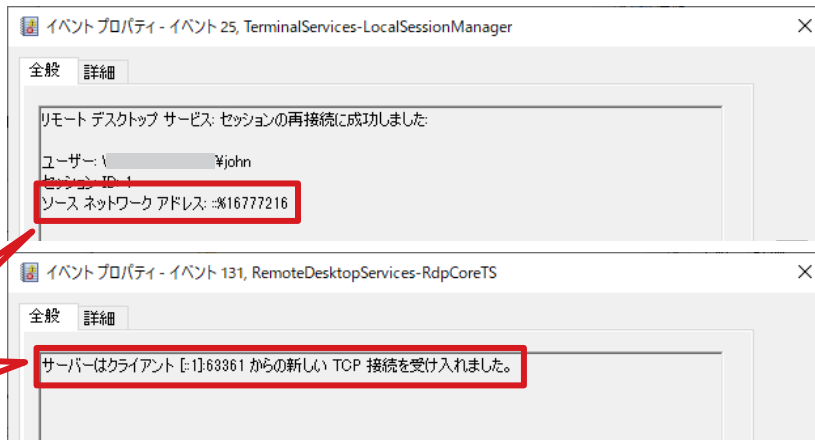 イベント プロパティ - イベント 25, TerminalServices-LocalSessionManager
全般 詳細
リモート デスクトップ サービス: セッションの再接続に成功しました:
ユーザー: \ ¥john
セッション ID: 1
ソース ネットワーク アドレス: ::%16777216
イベント プロパティ - イベント 131, RemoteDesktopServices-RdpCoreTS
全般 詳細
サーバーはクライアント [::1]:63361 からの新しい TCP 接続を受け入れました。